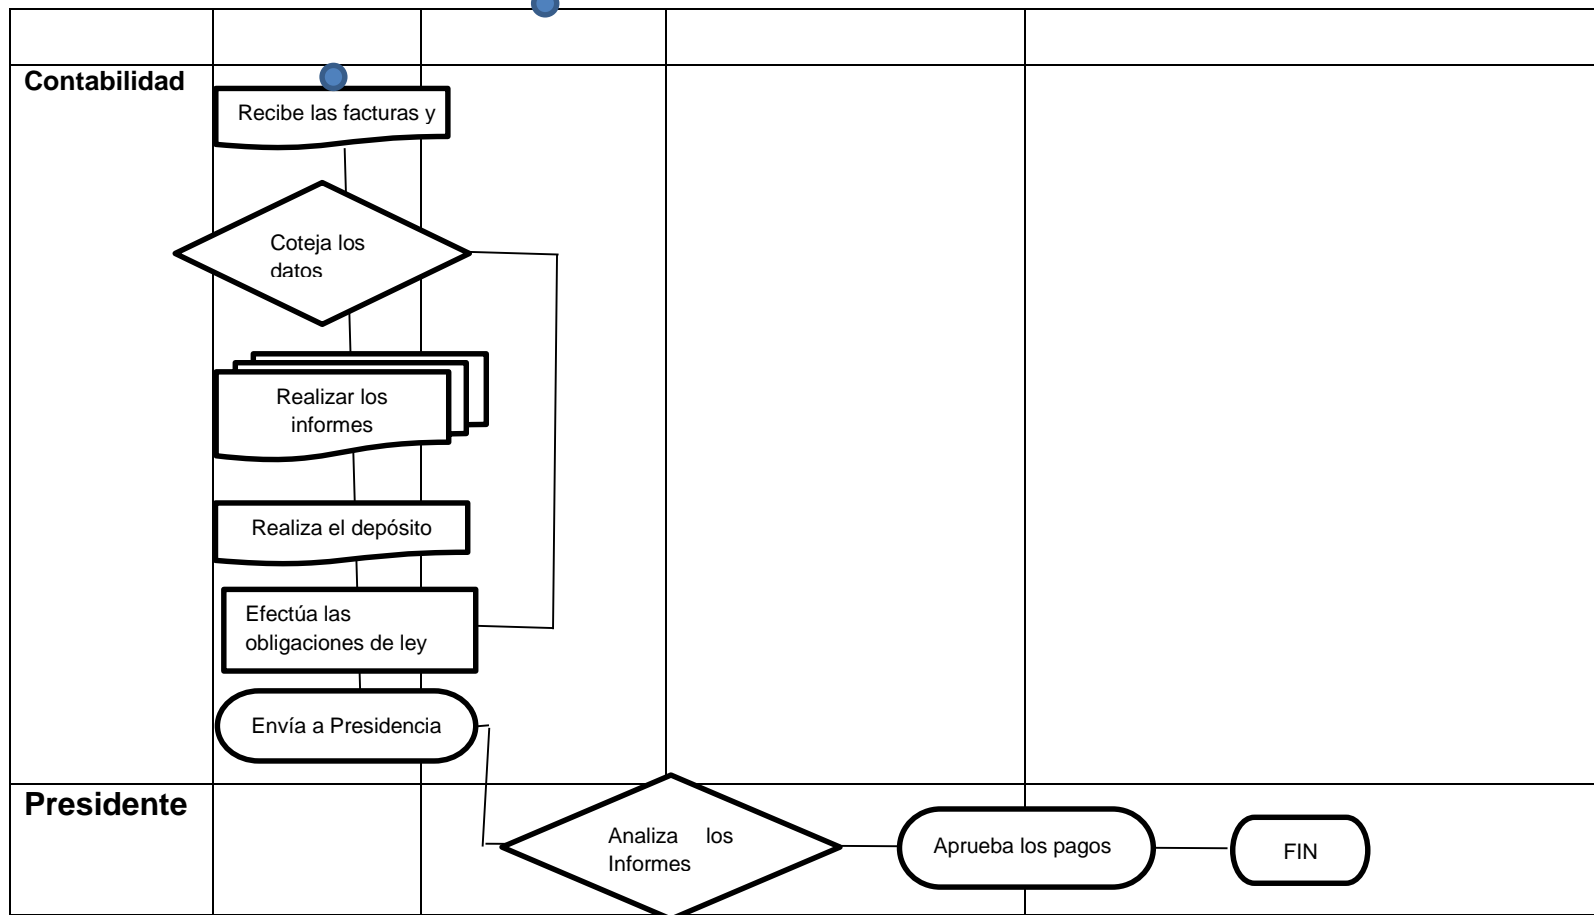 Contabilidad
Recibe las facturas y
Coteja los
datos
Realizar los
informes
Realiza el depósito
Efectúa las
obligaciones de ley
Envía a Presidencia
Presidente
Analiza los
Informes
Aprueba los pagos
FIN